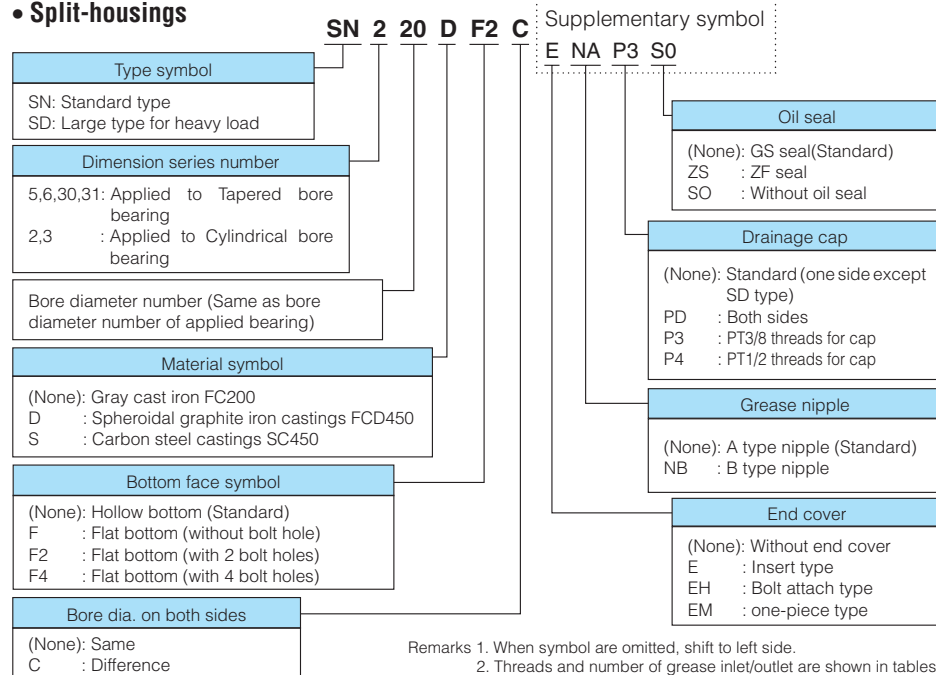 • Split-housings
SN 2 20 D F2 C
Supplementary symbol
E NA P3 S0
Type symbol
SN: Standard type
SD: Large type for heavy load
Dimension series number
5,6,30,31: Applied to Tapered bore
bearing
2,3 : Applied to Cylindrical bore
bearing
Bore diameter number (Same as bore
diameter number of applied bearing)
Material symbol
(None): Gray cast iron FC200
D : Spheroidal graphite iron castings FCD450
S : Carbon steel castings SC450
Bottom face symbol
(None): Hollow bottom (Standard)
F : Flat bottom (without bolt hole)
F2 : Flat bottom (with 2 bolt holes)
F4 : Flat bottom (with 4 bolt holes)
Bore dia. on both sides
(None): Same
C : Difference
Oil seal
(None): GS seal(Standard)
ZS : ZF seal
SO : Without oil seal
Drainage cap
(None): Standard (one side except
SD type)
PD : Both sides
P3 : PT3/8 threads for cap
P4 : PT1/2 threads for cap
Grease nipple
(None): A type nipple (Standard)
NB : B type nipple
End cover
(None): Without end cover
E : Insert type
EH : Bolt attach type
EM : one-piece type
Remarks 1. When symbol are omitted, shift to left side.
2. Threads and number of grease inlet/outlet are shown in tables